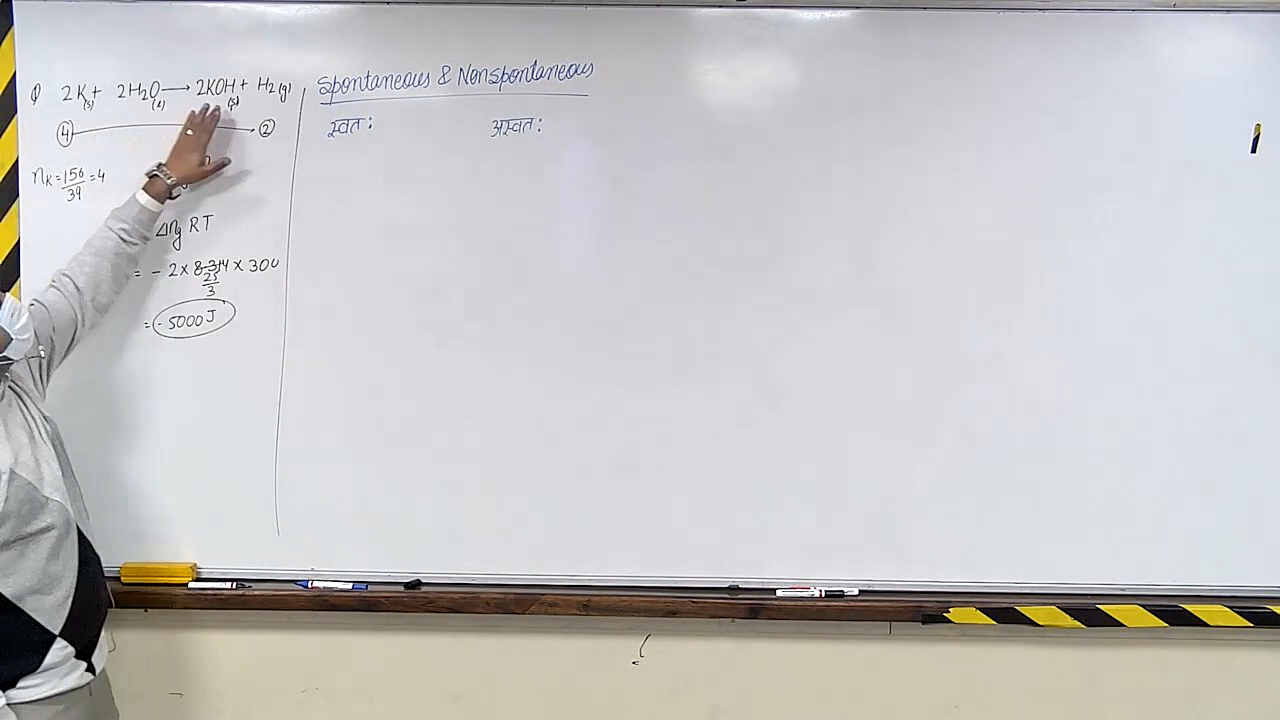 Q 2K(s) + 2H2O(l) → 2KOH(s) + H2(g)
4 → 2
nK = 156/39 = 4
Δng RT
= - 2 × 8.314 × 300
25/3
= - 5000 J
Spontaneous & Nonspontaneous
स्वतः अस्वतः